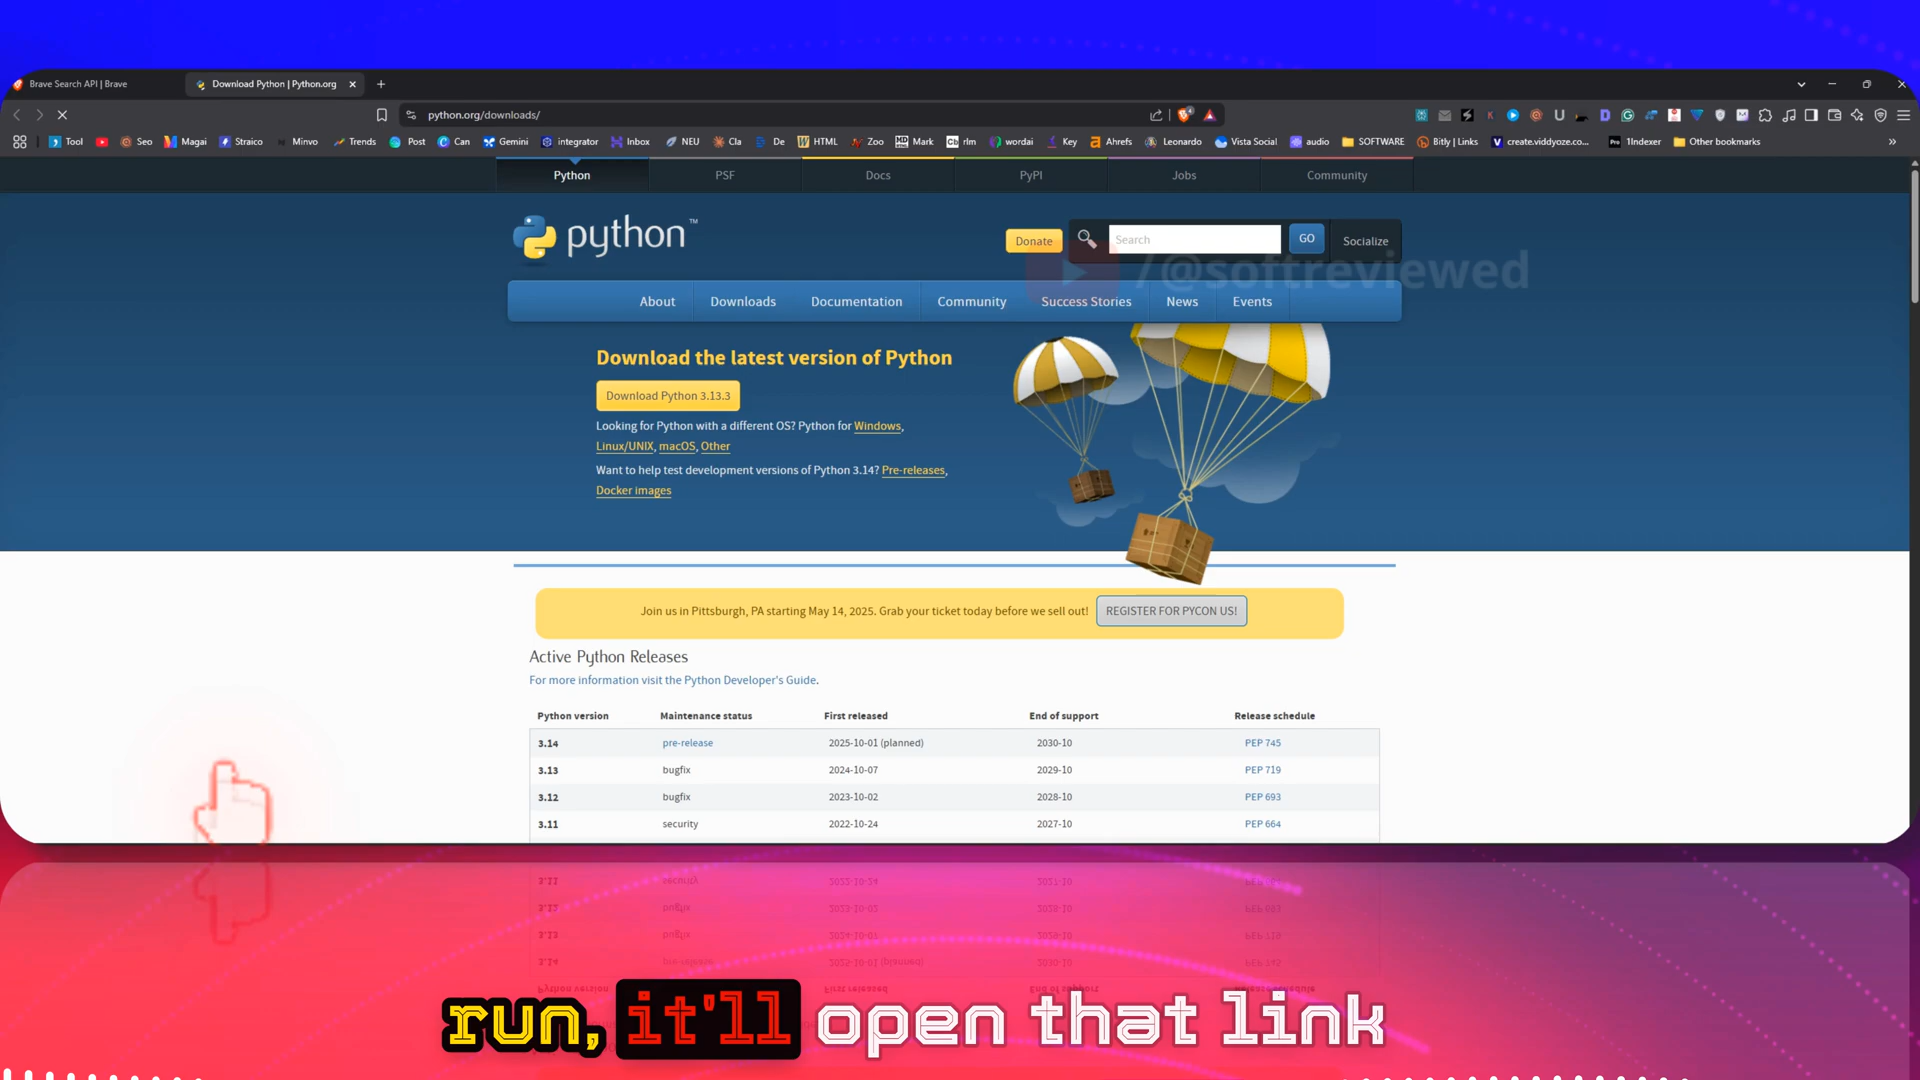 Brave Search API | Brave
Download Python | Python.org
python.org/downloads/
Tool
Seo
Magai
Straico
Minvo
Trends
Post
Can
Gemini
integrator
Inbox
NEU
Cla
De
HTML
Zoo
Mark
rlm
wordai
Key
Ahrefs
Leonardo
Vista Social
audio
SOFTWARE
Bitly | Links
create.viddyoze.co...
1Indexer
Other bookmarks
Python
PSF
Docs
PyPI
Jobs
Community
python™
Donate
Search
GO
Socialize
/@softreviewed
About
Downloads
Documentation
Community
Success Stories
News
Events
Download the latest version of Python
Download Python 3.13.3
Looking for Python with a different OS? Python for Windows,
Linux/UNIX, macOS, Other
Want to help test development versions of Python 3.14? Pre-releases,
Docker images
Join us in Pittsburgh, PA starting May 14, 2025. Grab your ticket today before we sell out!
REGISTER FOR PYCON US!
Active Python Releases
For more information visit the Python Developer's Guide.
Python version Maintenance status First released End of support Release schedule
3.14 pre-release 2025-10-01 (planned) 2030-10 PEP 745
3.13 bugfix 2024-10-07 2029-10 PEP 719
3.12 bugfix 2023-10-02 2028-10 PEP 693
3.11 security 2022-10-24 2027-10 PEP 664
run, it'll open that link